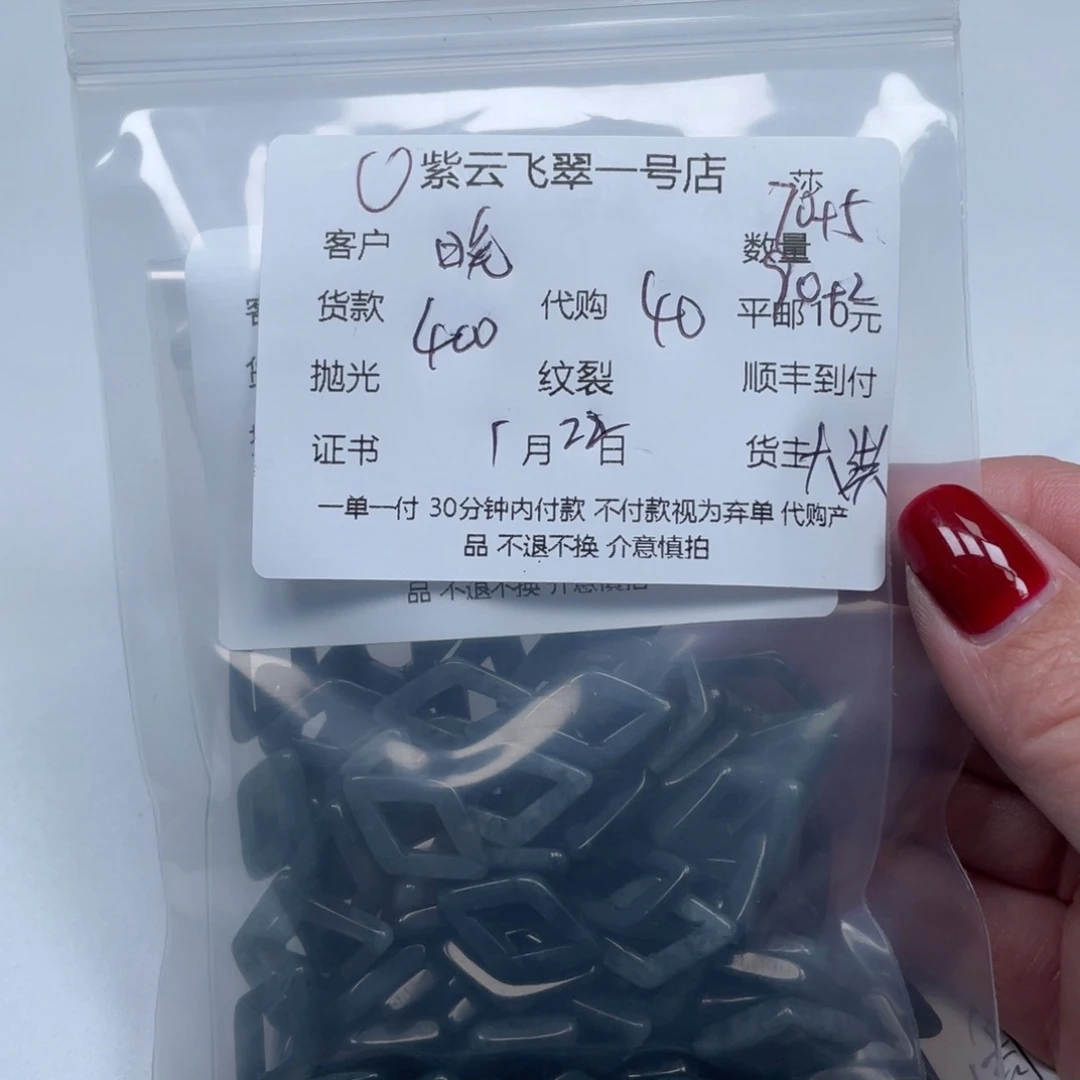 紫云飞翠一号店 莎
7045
客户 晓 数量
货款 400 代购 40 平邮10元
抛光 纹裂 顺丰到付
证书 1月22日 货主大洪
一单一付 30分钟内付款 不付款视为弃单 代购产
品 不退不换 介意慎拍
品 不退不换 介意慎拍